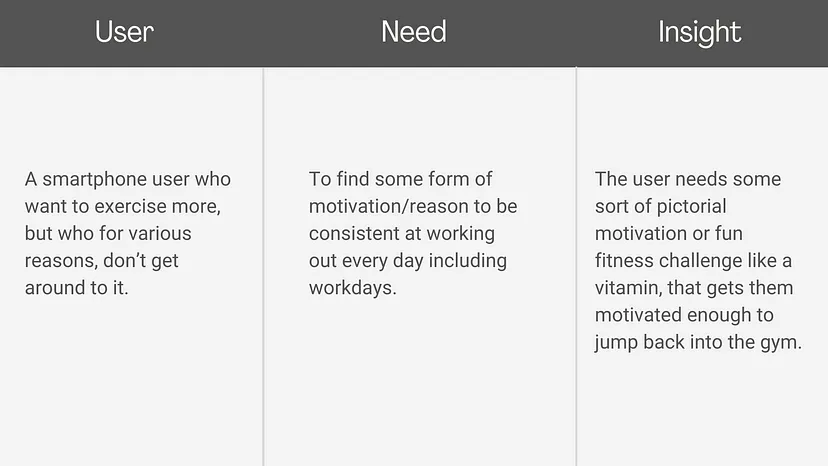 User
Need
Insight
A smartphone user who
want to exercise more,
but who for various
reasons, don’t get
around to it.
To find some form of
motivation/reason to be
consistent at working
out every day including
workdays.
The user needs some
sort of pictorial
motivation or fun
fitness challenge like a
vitamin, that gets them
motivated enough to
jump back into the gym.